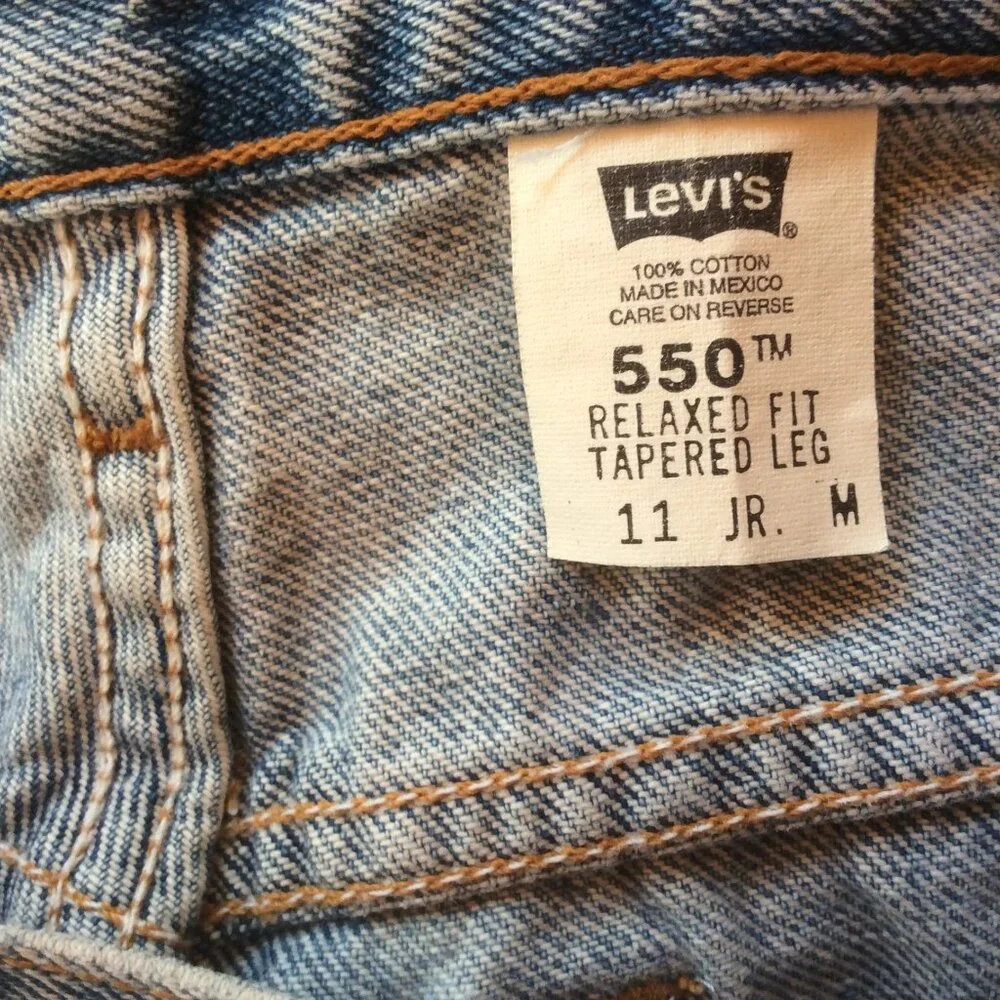 LEVI'S®
100% COTTON
MADE IN MEXICO
CARE ON REVERSE
550™
RELAXED FIT
TAPERED LEG
11 JR. M